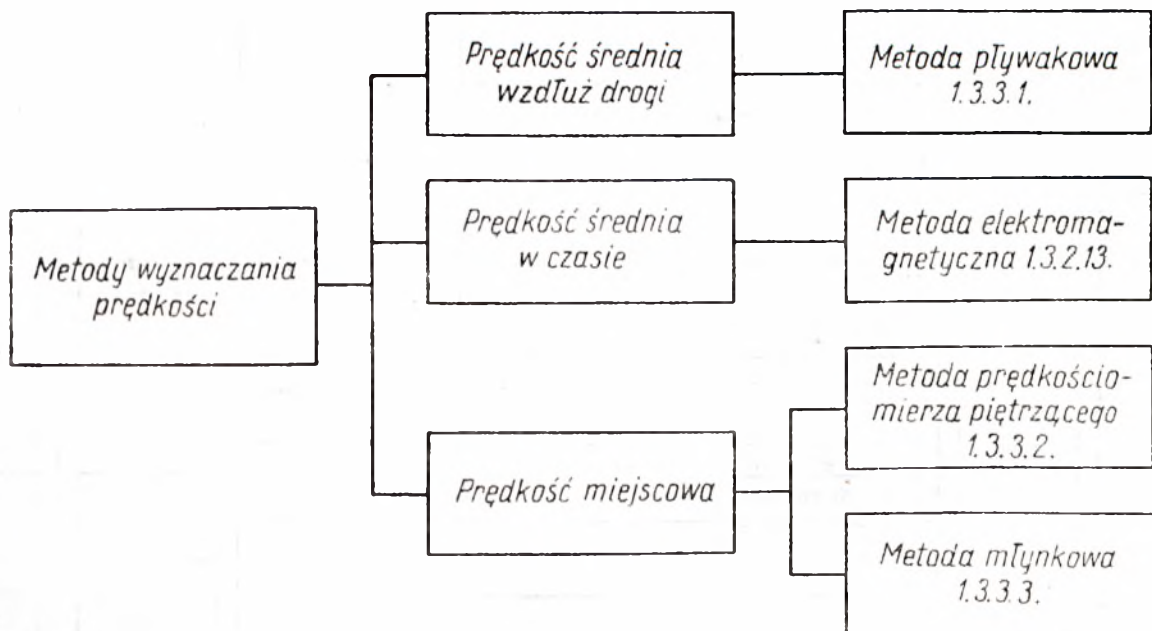 Metody wyznaczania
prędkości
Prędkość średnia
wzdłuż drogi
Metoda pływakowa
1.3.3.1.
Prędkość średnia
w czasie
Metoda elektroma-
gnetyczna 1.3.2.13.
Prędkość miejscowa
Metoda prędkościo-
mierza piętrzącego
1.3.3.2.
Metoda młynkowa
1.3.3.3.